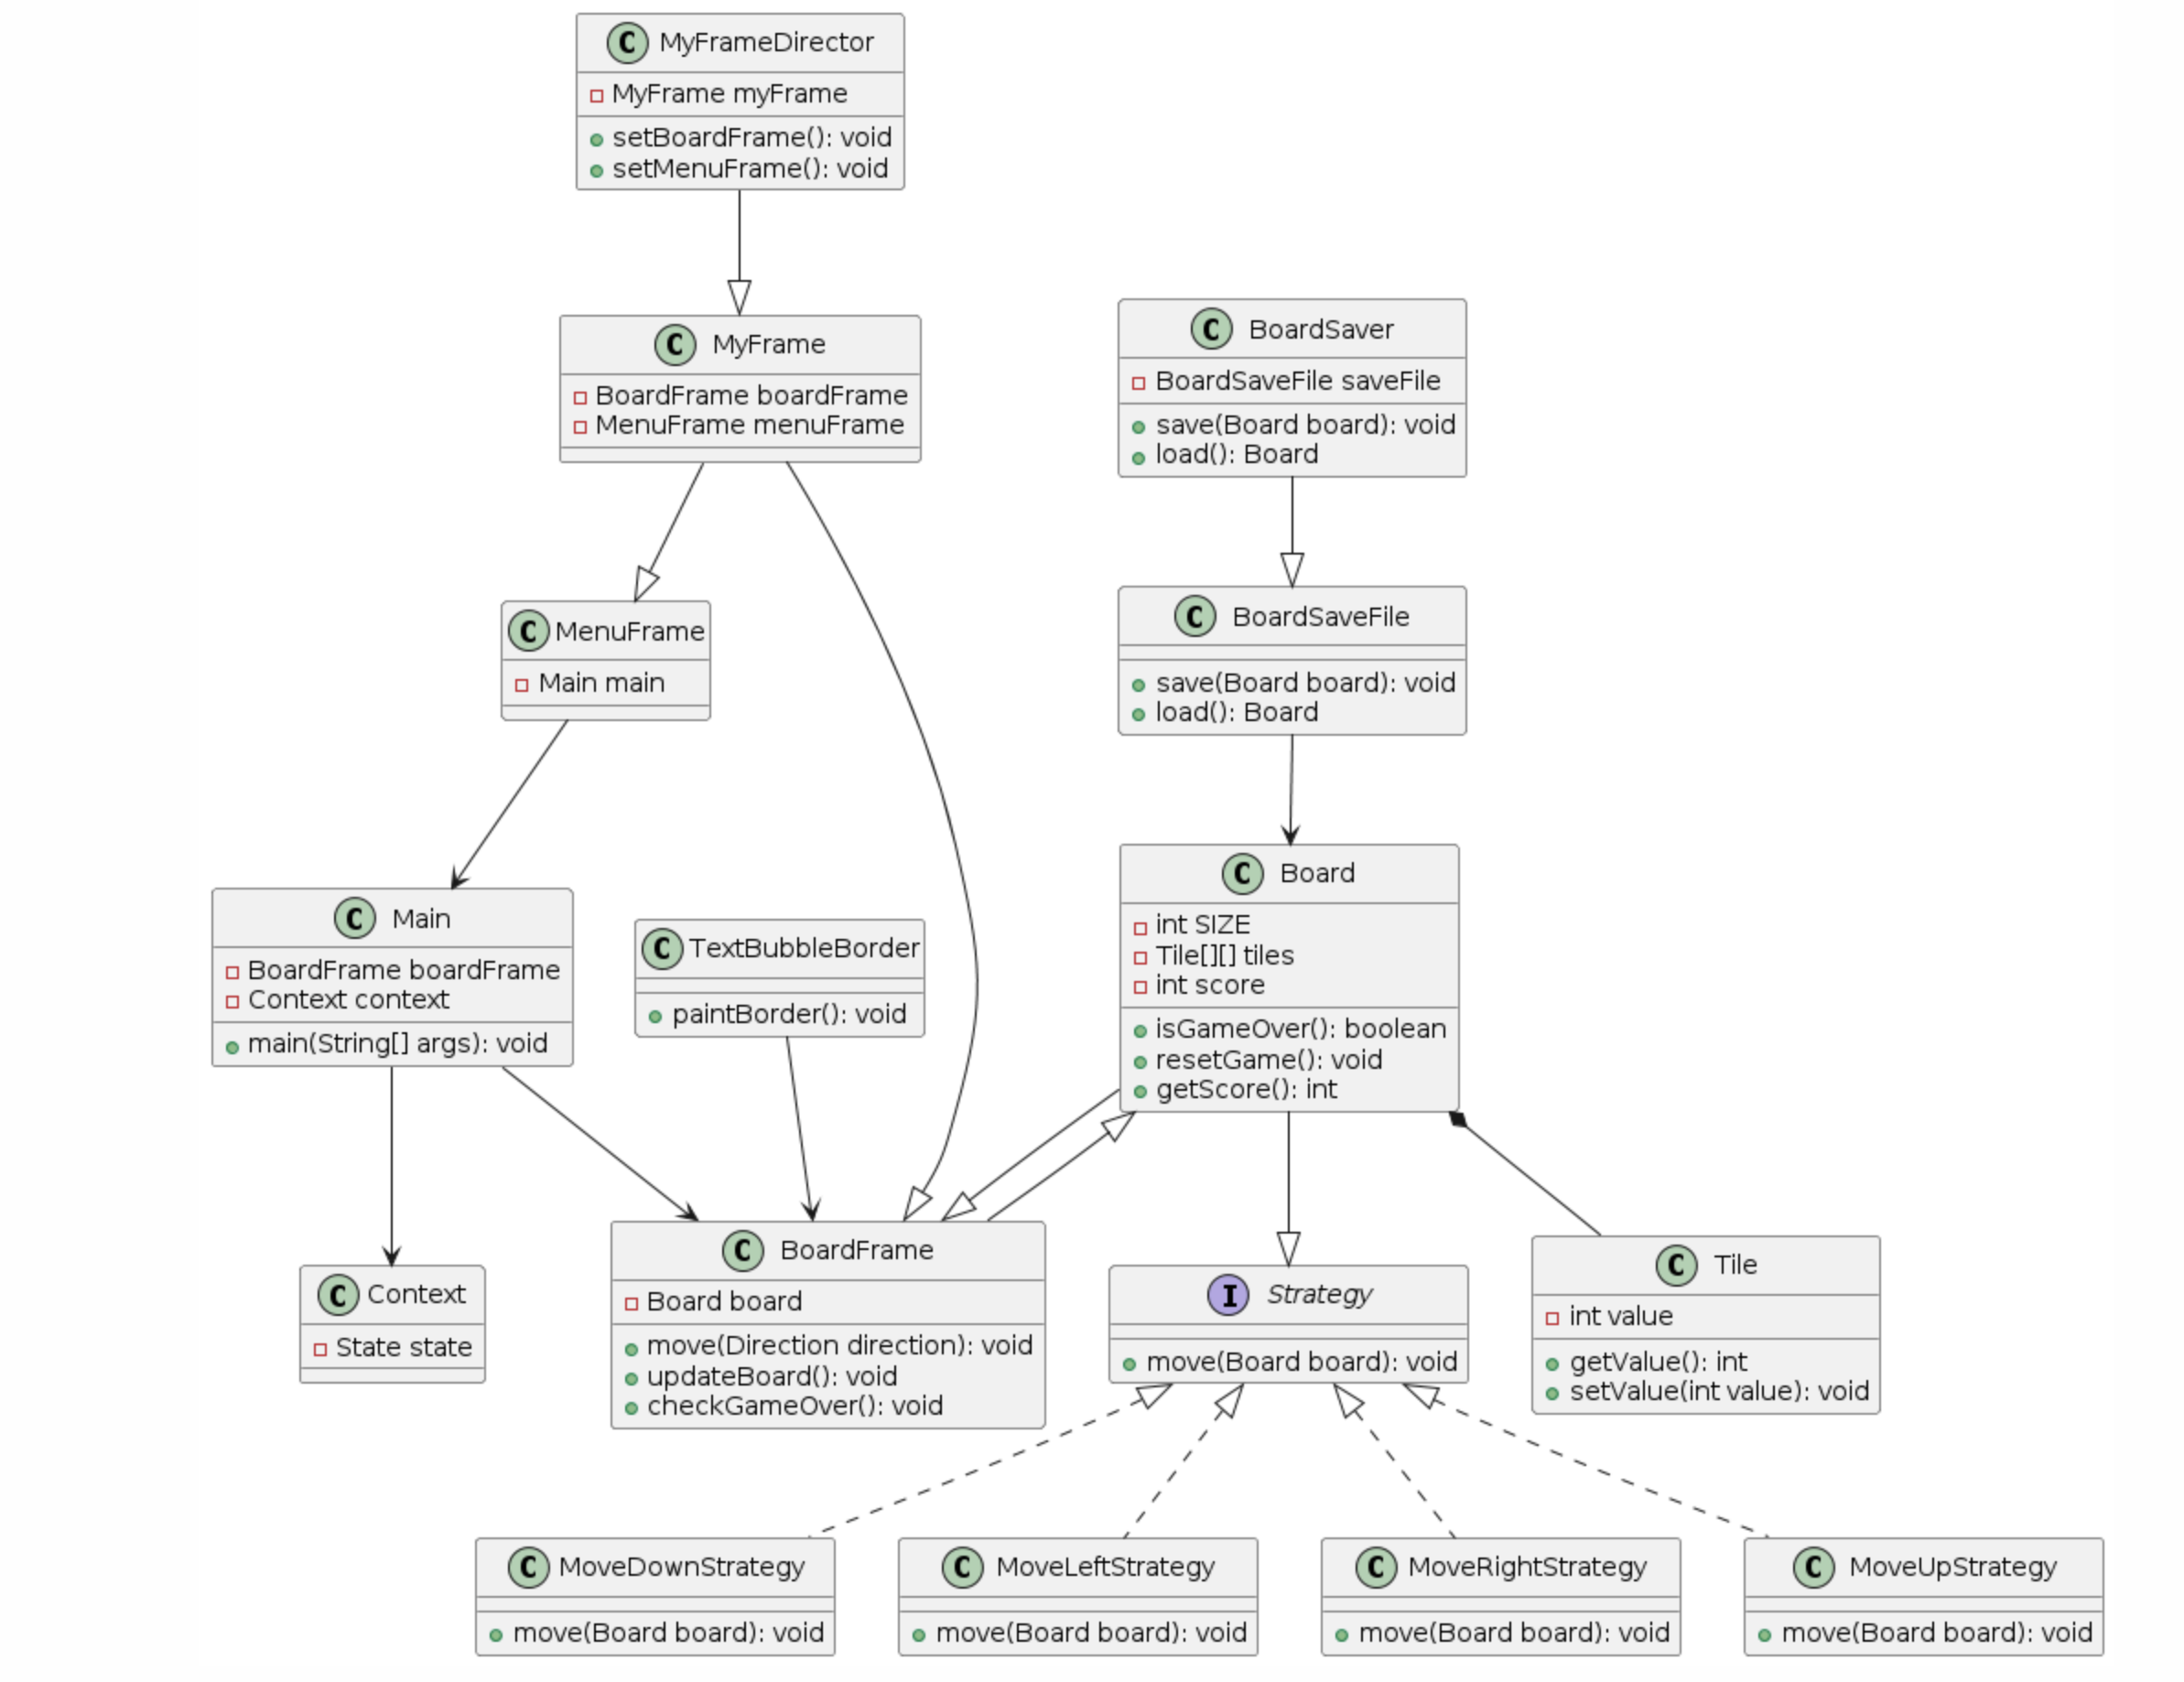 C MyFrameDirector
MyFrame myFrame
setBoardFrame(): void
setMenuFrame(): void
C MyFrame
BoardFrame boardFrame
MenuFrame menuFrame
C BoardSaver
BoardSaveFile saveFile
save(Board board): void
load(): Board
C MenuFrame
Main main
C BoardSaveFile
save(Board board): void
load(): Board
C Main
BoardFrame boardFrame
Context context
main(String[] args): void
C TextBubbleBorder
paintBorder(): void
C Board
int SIZE
Tile[][] tiles
int score
isGameOver(): boolean
resetGame(): void
getScore(): int
C Context
State state
C BoardFrame
Board board
move(Direction direction): void
updateBoard(): void
checkGameOver(): void
I Strategy
move(Board board): void
C Tile
int value
getValue(): int
setValue(int value): void
C MoveDownStrategy
move(Board board): void
C MoveLeftStrategy
move(Board board): void
C MoveRightStrategy
move(Board board): void
C MoveUpStrategy
move(Board board): void